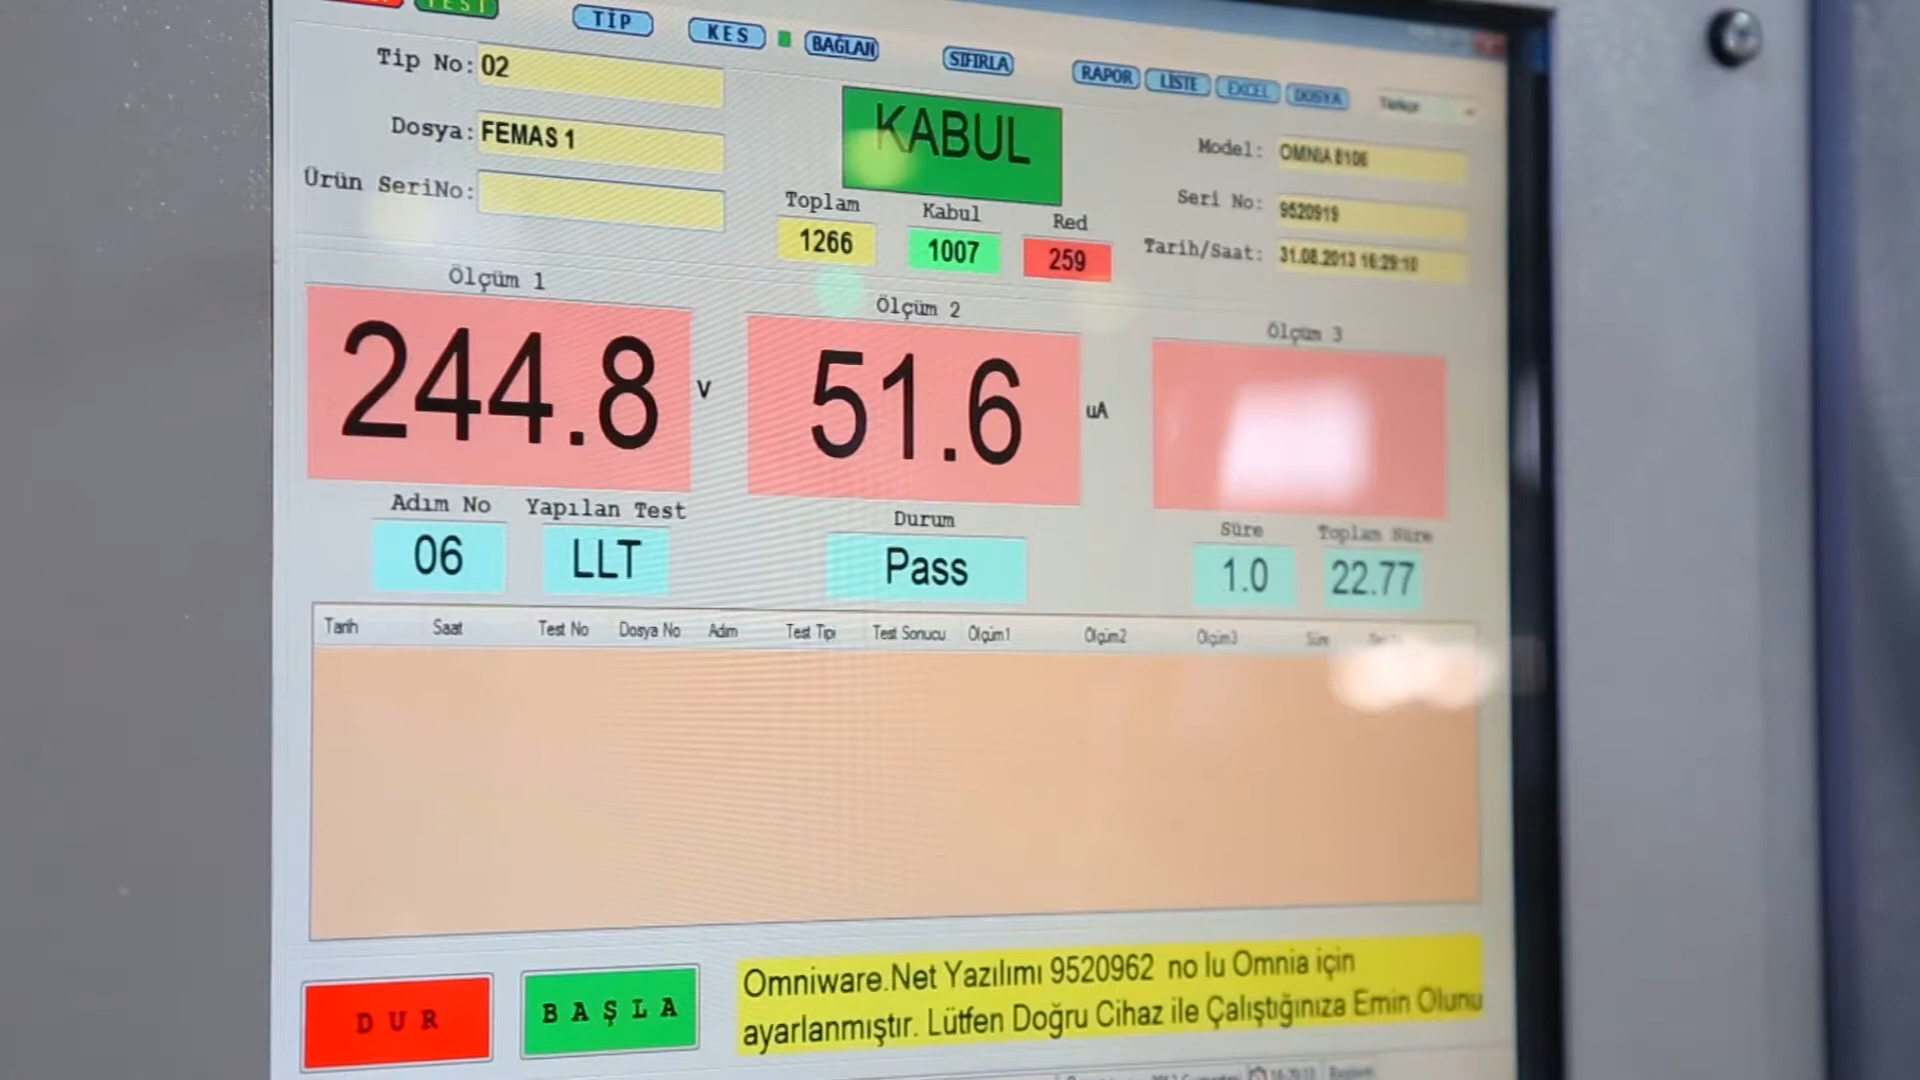 TEST
TİP
KES
BAĞLAN
SIFIRLA
RAPOR
LİSTE
EXCEL
DOSYA
Tip No: 02
Dosya: FEMAS 1
Ürün SeriNo:
KABUL
Toplam
1266
Kabul
1007
Red
259
Model: OMNIA 8106
Seri No: 9520919
Tarih/Saat: 31.08.2013 16:29:10
Ölçüm 1
244.8 V
Ölçüm 2
51.6 uA
Ölçüm 3
Adım No
06
Yapılan Test
LLT
Durum
Pass
Süre
1.0
Toplam Süre
22.77
Tarih Saat Test No Dosya No Adım Test Tipi Test Sonucu Ölçüm1 Ölçüm2 Ölçüm3 Süre
DUR
BAŞLA
Omniware.Net Yazılımı 9520962 no lu Omnia için
ayarlanmıştır. Lütfen Doğru Cihaz ile Çalıştığınıza Emin Olunu